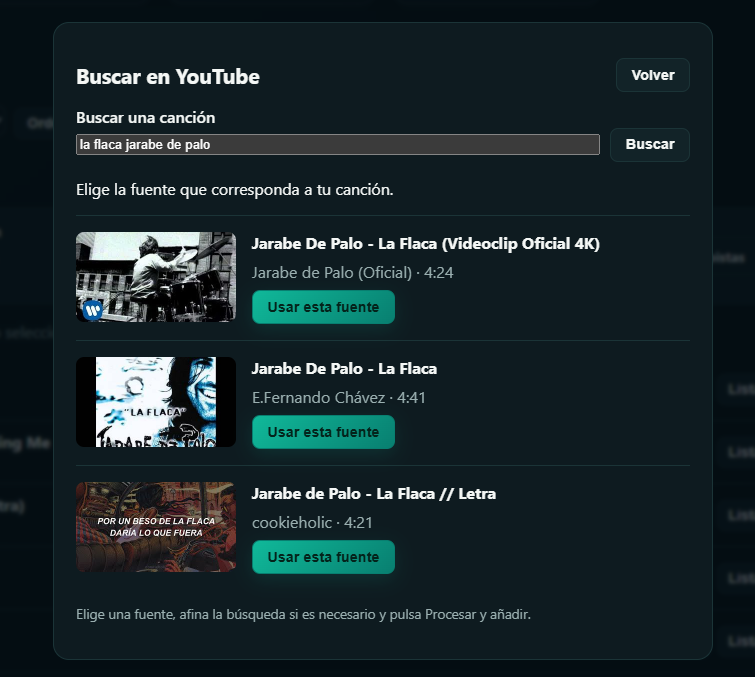 Buscar en YouTube
Volver
Buscar una canción
la flaca jarabe de palo
Buscar
Elige la fuente que corresponda a tu canción.
Jarabe De Palo - La Flaca (Videoclip Oficial 4K)
Jarabe de Palo (Oficial) · 4:24
Usar esta fuente
"LA FLACA"
JARABE DE PALO
Jarabe De Palo - La Flaca
E.Fernando Chávez · 4:41
Usar esta fuente
POR UN BESO DE LA FLACA
DARÍA LO QUE FUERA
Jarabe de Palo - La Flaca // Letra
cookieholic · 4:21
Usar esta fuente
Elige una fuente, afina la búsqueda si es necesario y pulsa Procesar y añadir.